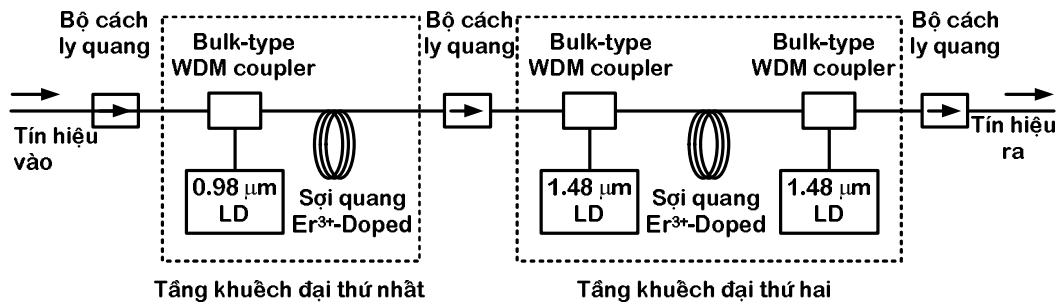 Bộ cách
ly quang
Bulk-type
WDM coupler
Bộ cách
ly quang
Bulk-type
WDM coupler
Bulk-type
WDM coupler
Bộ cách
ly quang
Tín hiệu
vào
0.98 μm
LD
Sợi quang
Er³⁺-Doped
1.48 μm
LD
Sợi quang
Er³⁺-Doped
1.48 μm
LD
Tín hiệu
ra
Tầng khuếch đại thứ nhất
Tầng khuếch đại thứ hai